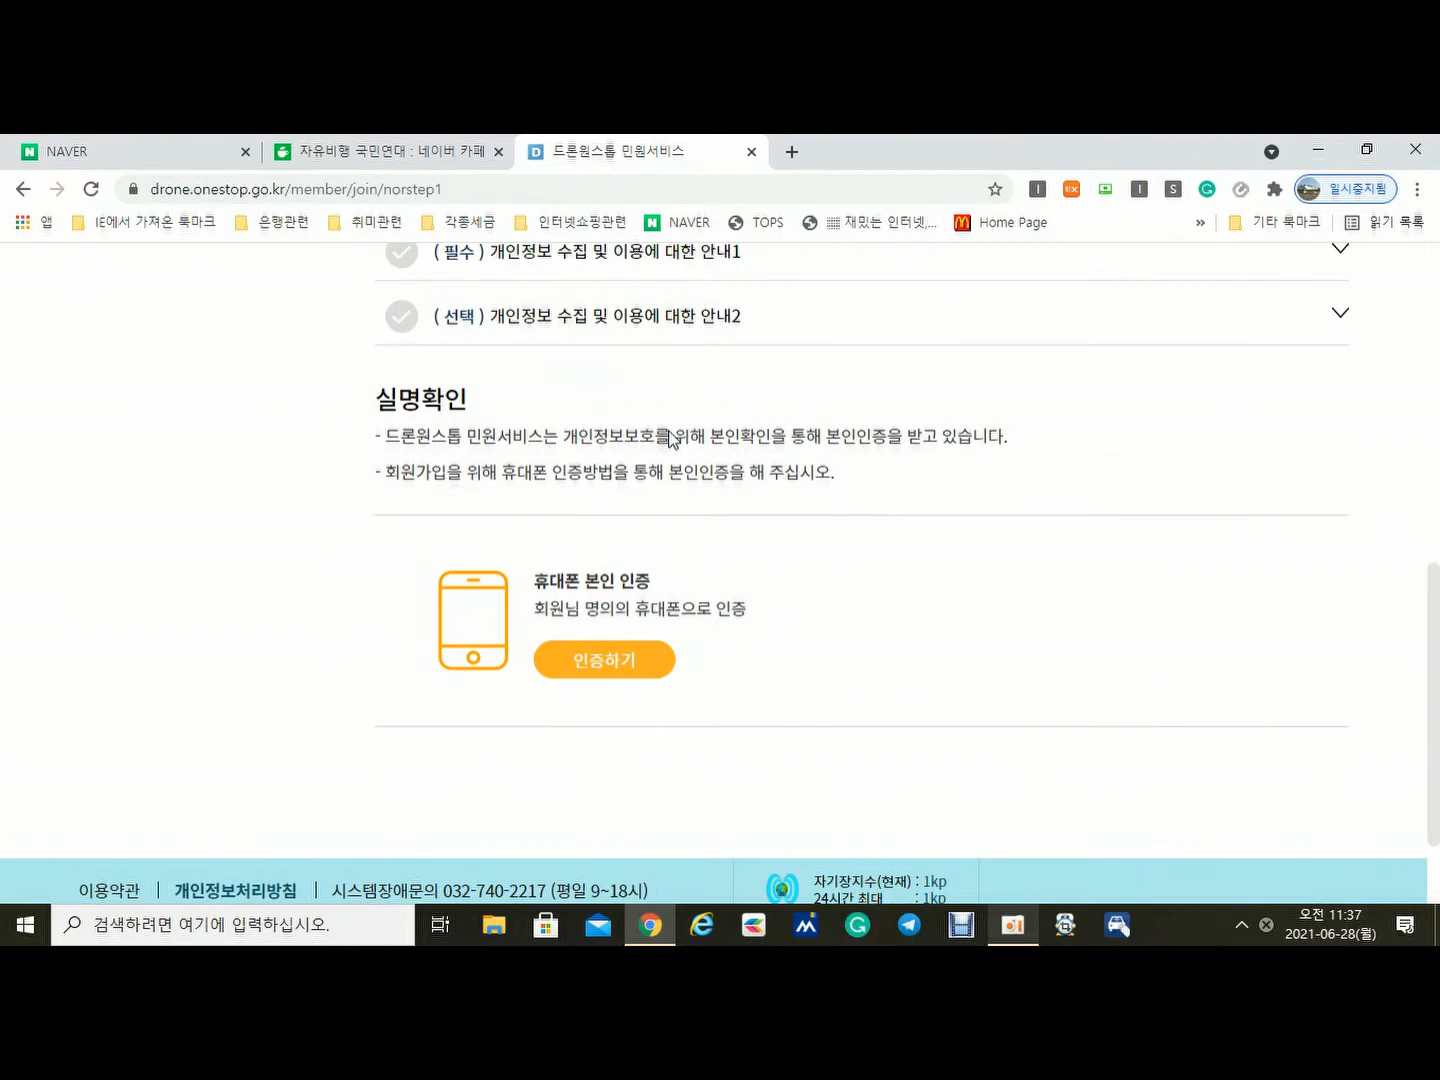 NAVER
자유비행 국민연대 : 네이버 카페
드론원스톱 민원서비스
drone.onestop.go.kr/member/join/norstep1
일시중지됨
앱
IE에서 가져온 북마크
은행관련
취미관련
각종세금
인터넷쇼핑관련
NAVER
TOPS
재밌는 인터넷,...
Home Page
»
기타 북마크
읽기 목록
( 필수 ) 개인정보 수집 및 이용에 대한 안내1
( 선택 ) 개인정보 수집 및 이용에 대한 안내2
실명확인
- 드론원스톱 민원서비스는 개인정보보호를 위해 본인확인을 통해 본인인증을 받고 있습니다.
- 회원가입을 위해 휴대폰 인증방법을 통해 본인인증을 해 주십시오.
휴대폰 본인 인증
회원님 명의의 휴대폰으로 인증
인증하기
이용약관 | 개인정보처리방침 | 시스템장애문의 032-740-2217 (평일 9~18시)
자기장지수(현재) : 1kp
24시간 최대 : 1kp
검색하려면 여기에 입력하십시오.
오전 11:37
2021-06-28(월)